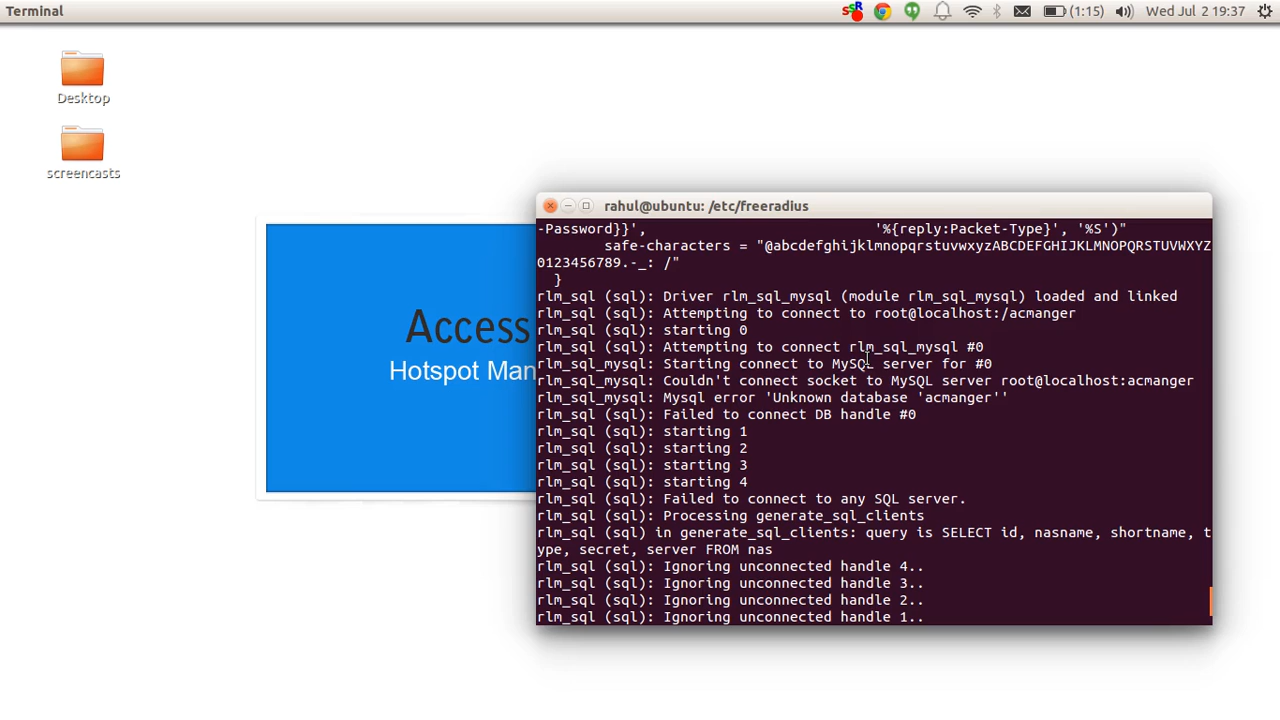 Terminal
(1:15)
Wed Jul 2 19:37
Desktop
screencasts
Access
Hotspot Man
rahul@ubuntu: /etc/freeradius
-Password}}', '%{reply:Packet-Type}', '%S')"
safe-characters = "@abcdefghijklmnopqrstuvwxyzABCDEFGHIJKLMNOPQRSTUVWXYZ
0123456789.-_: /"
}
rlm_sql (sql): Driver rlm_sql_mysql (module rlm_sql_mysql) loaded and linked
rlm_sql (sql): Attempting to connect to root@localhost:/acmanger
rlm_sql (sql): starting 0
rlm_sql (sql): Attempting to connect rlm_sql_mysql #0
rlm_sql_mysql: Starting connect to MySQL server for #0
rlm_sql_mysql: Couldn't connect socket to MySQL server root@localhost:acmanger
rlm_sql_mysql: Mysql error 'Unknown database 'acmanger''
rlm_sql (sql): Failed to connect DB handle #0
rlm_sql (sql): starting 1
rlm_sql (sql): starting 2
rlm_sql (sql): starting 3
rlm_sql (sql): starting 4
rlm_sql (sql): Failed to connect to any SQL server.
rlm_sql (sql): Processing generate_sql_clients
rlm_sql (sql) in generate_sql_clients: query is SELECT id, nasname, shortname, t
ype, secret, server FROM nas
rlm_sql (sql): Ignoring unconnected handle 4..
rlm_sql (sql): Ignoring unconnected handle 3..
rlm_sql (sql): Ignoring unconnected handle 2..
rlm_sql (sql): Ignoring unconnected handle 1..